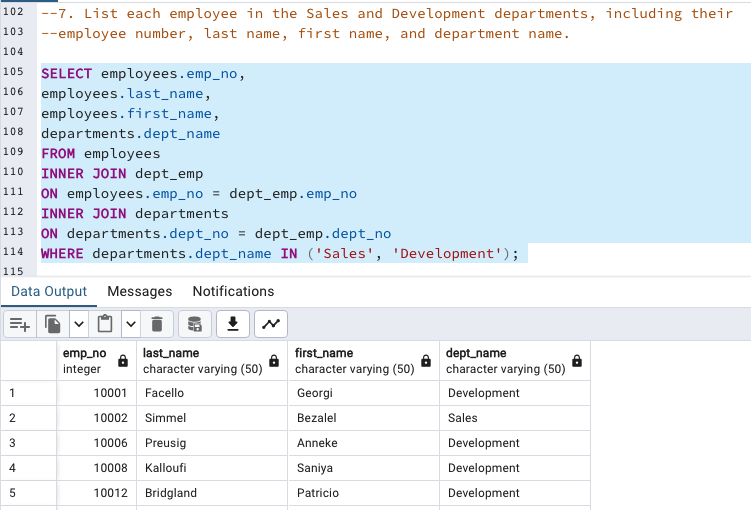 102 --7. List each employee in the Sales and Development departments, including their
103 --employee number, last name, first name, and department name.
104
105 SELECT employees.emp_no,
106 employees.last_name,
107 employees.first_name,
108 departments.dept_name
109 FROM employees
110 INNER JOIN dept_emp
111 ON employees.emp_no = dept_emp.emp_no
112 INNER JOIN departments
113 ON departments.dept_no = dept_emp.dept_no
114 WHERE departments.dept_name IN ('Sales', 'Development');
115
Data Output Messages Notifications
emp_no last_name first_name dept_name
integer character varying (50) character varying (50) character varying (50)
1 10001 Facello Georgi Development
2 10002 Simmel Bezalel Sales
3 10006 Preusig Anneke Development
4 10008 Kalloufi Saniya Development
5 10012 Bridgland Patricio Development